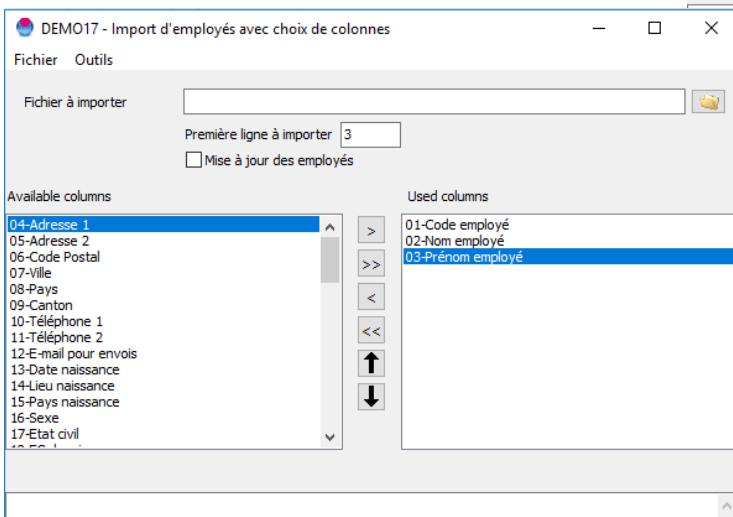 DEMO17 - Import d'employés avec choix de colonnes
Fichier Outils
Fichier à importer
Première ligne à importer 3
Mise à jour des employés
Available columns
Used columns
04-Adresse 1
05-Adresse 2
06-Code Postal
07-Ville
08-Pays
09-Canton
10-Téléphone 1
11-Téléphone 2
12-E-mail pour envois
13-Date naissance
14-Lieu naissance
15-Pays naissance
16-Sexe
17-Etat civil
>
>>
<
<<
01-Code employé
02-Nom employé
03-Prénom employé